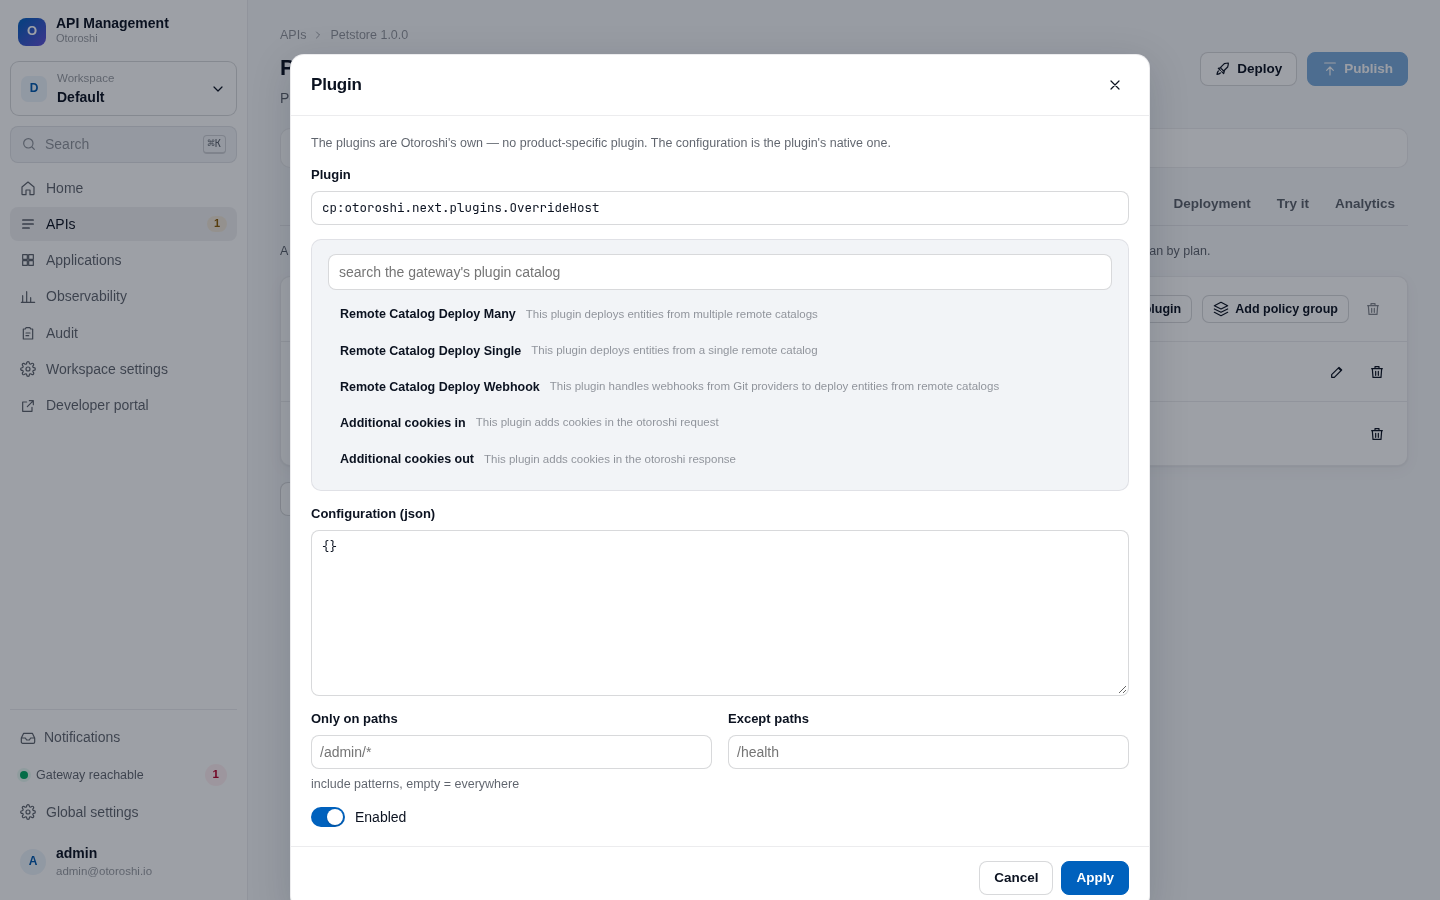 API Management
Otoroshi
D
Workspace
Default
Search
⌘K
Home
APIs
1
Applications
Observability
Audit
Workspace settings
Developer portal
Notifications
Gateway reachable
1
Global settings
A
admin
admin@otoroshi.io
APIs
Petstore 1.0.0
Deploy
Publish
Deployment
Try it
Analytics
an by plan.
Add policy group
Plugin
The plugins are Otoroshi's own — no product-specific plugin. The configuration is the plugin's native one.
Plugin
cp:otoroshi.next.plugins.OverrideHost
search the gateway's plugin catalog
Remote Catalog Deploy Many This plugin deploys entities from multiple remote catalogs
Remote Catalog Deploy Single This plugin deploys entities from a single remote catalog
Remote Catalog Deploy Webhook This plugin handles webhooks from Git providers to deploy entities from remote catalogs
Additional cookies in This plugin adds cookies in the otoroshi request
Additional cookies out This plugin adds cookies in the otoroshi response
Configuration (json)
{}
Only on paths
/admin/*
include patterns, empty = everywhere
Except paths
/health
Enabled
Cancel
Apply